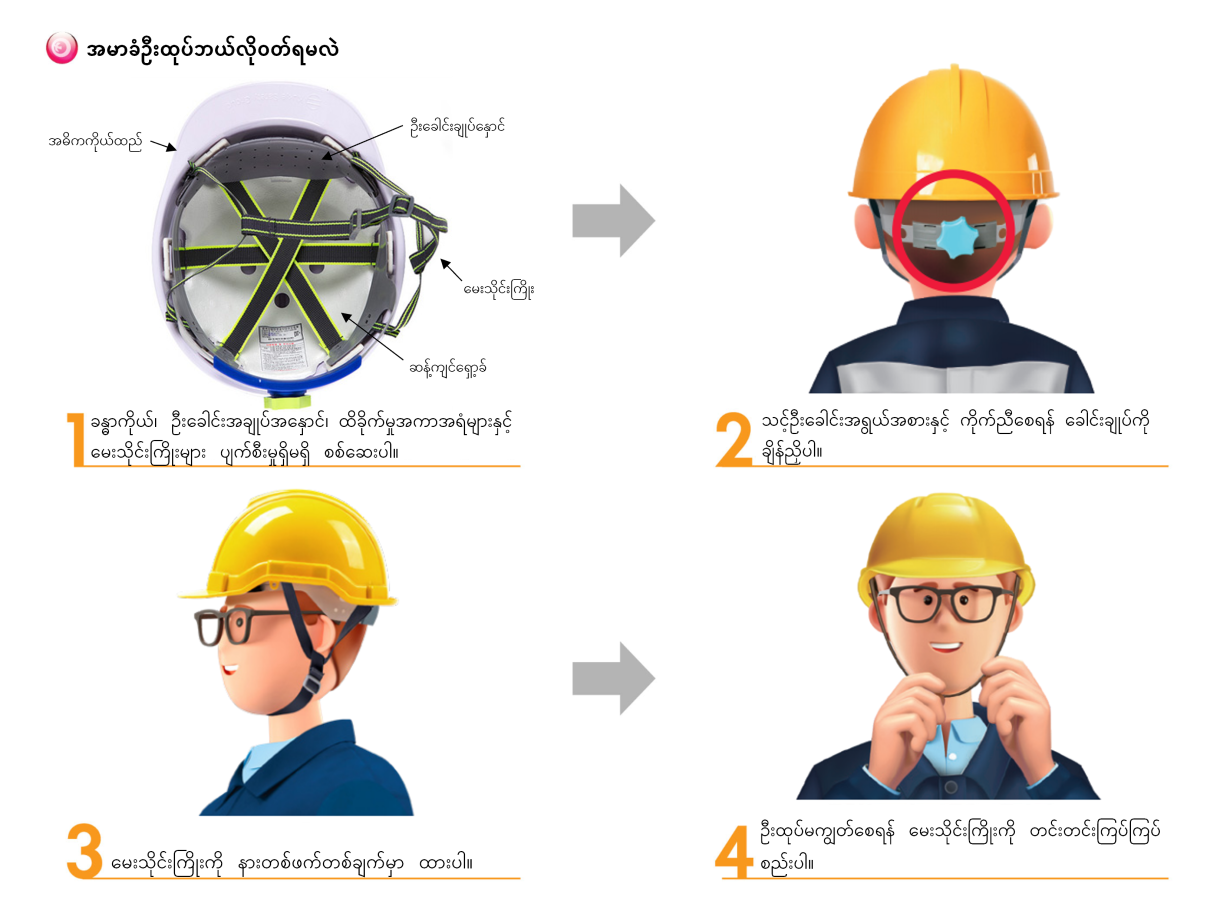 အမာခံဦးထုပ်ဘယ်လိုဝတ်ရမလဲ
အဓိကကိုယ်ထည်
ဦးခေါင်းချုပ်နှောင်
မေးသိုင်းကြိုး
ဆန့်ကျင်ရှော့ခ်
1 ခန္ဓာကိုယ်၊ ဦးခေါင်းအချုပ်အနှောင်၊ ထိခိုက်မှုအကာအရံများနှင့်
မေးသိုင်းကြိုးများ ပျက်စီးမှုရှိမရှိ စစ်ဆေးပါ။
2 သင့်ဦးခေါင်းအရွယ်အစားနှင့် ကိုက်ညီစေရန် ခေါင်းချုပ်ကို
ချိန်ညှိပါ။
3 မေးသိုင်းကြိုးကို နားတစ်ဖက်တစ်ချက်မှာ ထားပါ။
4 ဦးထုပ်မကျွတ်စေရန် မေးသိုင်းကြိုးကို တင်းတင်းကြပ်ကြပ်
စည်းပါ။